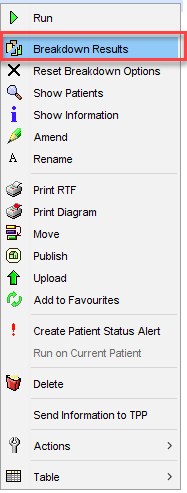 Run
Breakdown Results
Reset Breakdown Options
Show Patients
Show Information
Amend
Rename
Print RTF
Print Diagram
Move
Publish
Upload
Add to Favourites
Create Patient Status Alert
Run on Current Patient
Delete
Send Information to TPP
Actions
Table